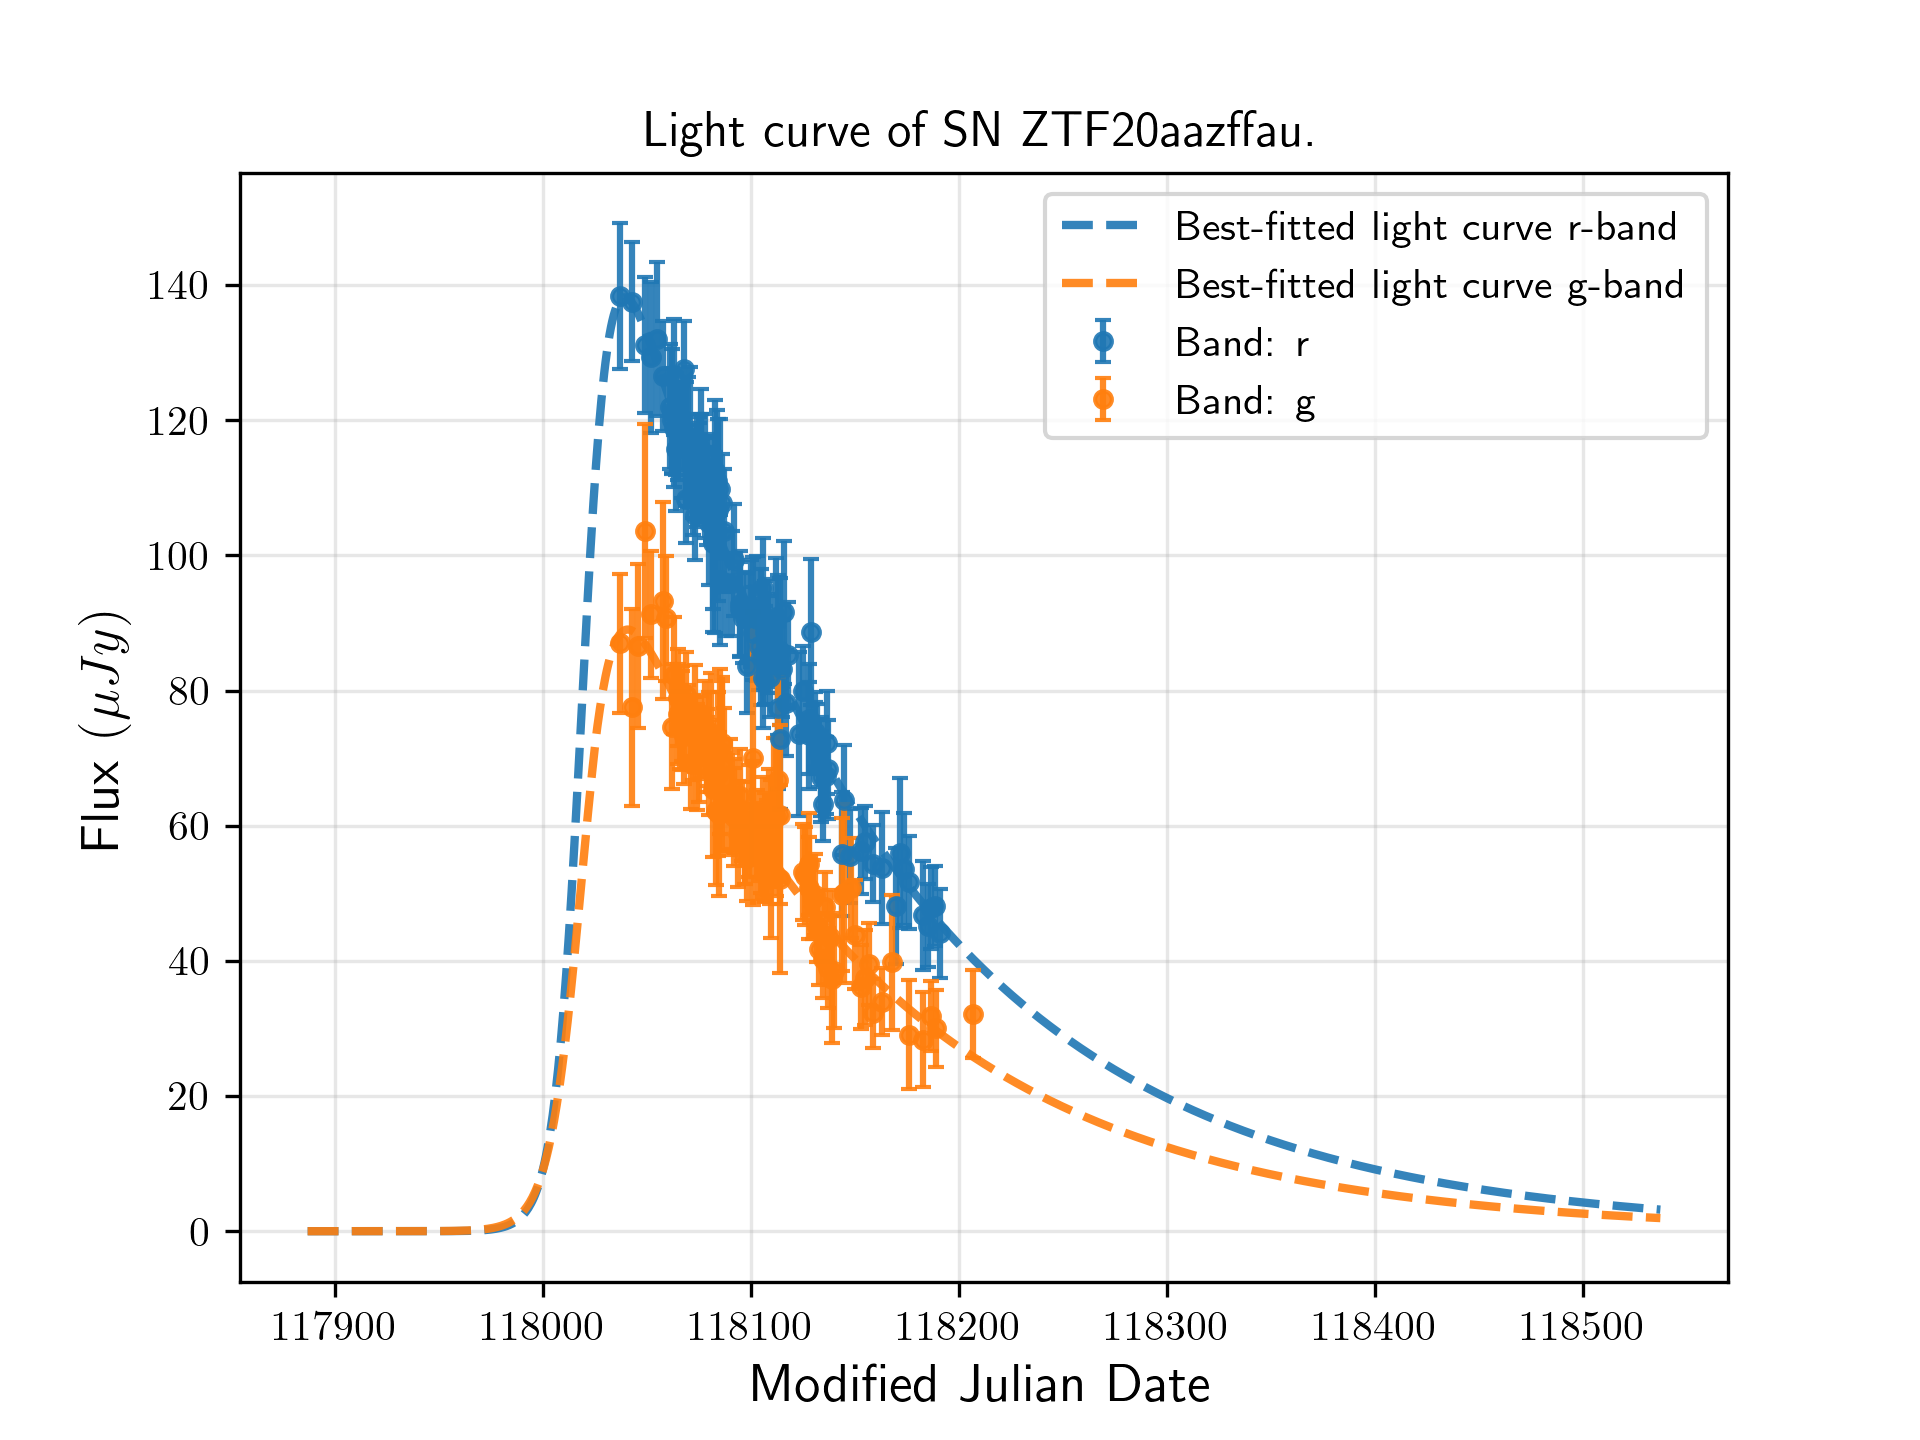 Light curve of SN ZTF20aazffau.
Best-fitted light curve r-band
Best-fitted light curve g-band
Band: r
Band: g
Flux (μJy)
140
120
100
80
60
40
20
0
117900 118000 118100 118200 118300 118400 118500
Modified Julian Date